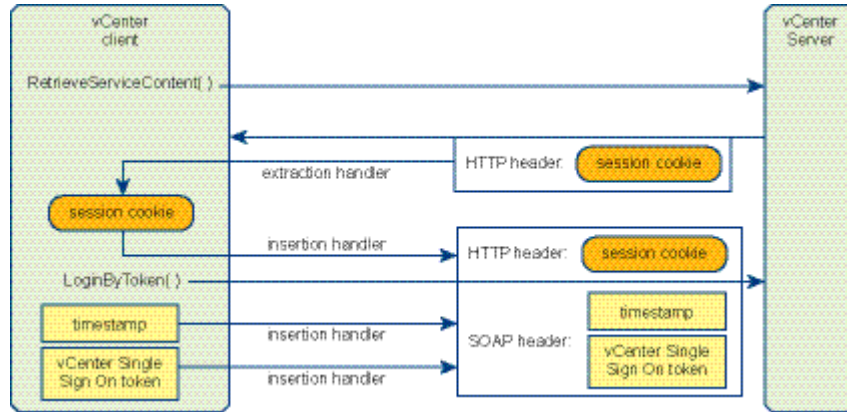 vCenter
client
vCenter
Server
RetrieveServiceContent( )
HTTP header:
session cookie
extraction handler
session cookie
insertion handler
HTTP header:
session cookie
LoginByToken( )
timestamp
insertion handler
SOAP header:
timestamp
vCenter Single
Sign On token
insertion handler
vCenter Single
Sign On token